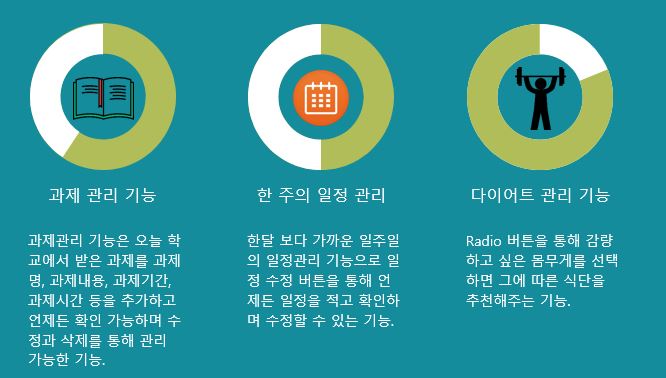 과제 관리 기능
한 주의 일정 관리
다이어트 관리 기능
과제관리 기능은 오늘 학
교에서 받은 과제를 과제
명, 과제내용, 과제기간,
과제시간 등을 추가하고
언제든 확인 가능하며 수
정과 삭제를 통해 관리
가능한 기능.
한달 보다 가까운 일주일
의 일정관리 기능으로 일
정 수정 버튼을 통해 언
제든 일정을 적고 확인하
며 수정할 수 있는 기능.
Radio 버튼을 통해 감량
하고 싶은 몸무게를 선택
하면 그에 따른 식단을
추천해주는 기능.